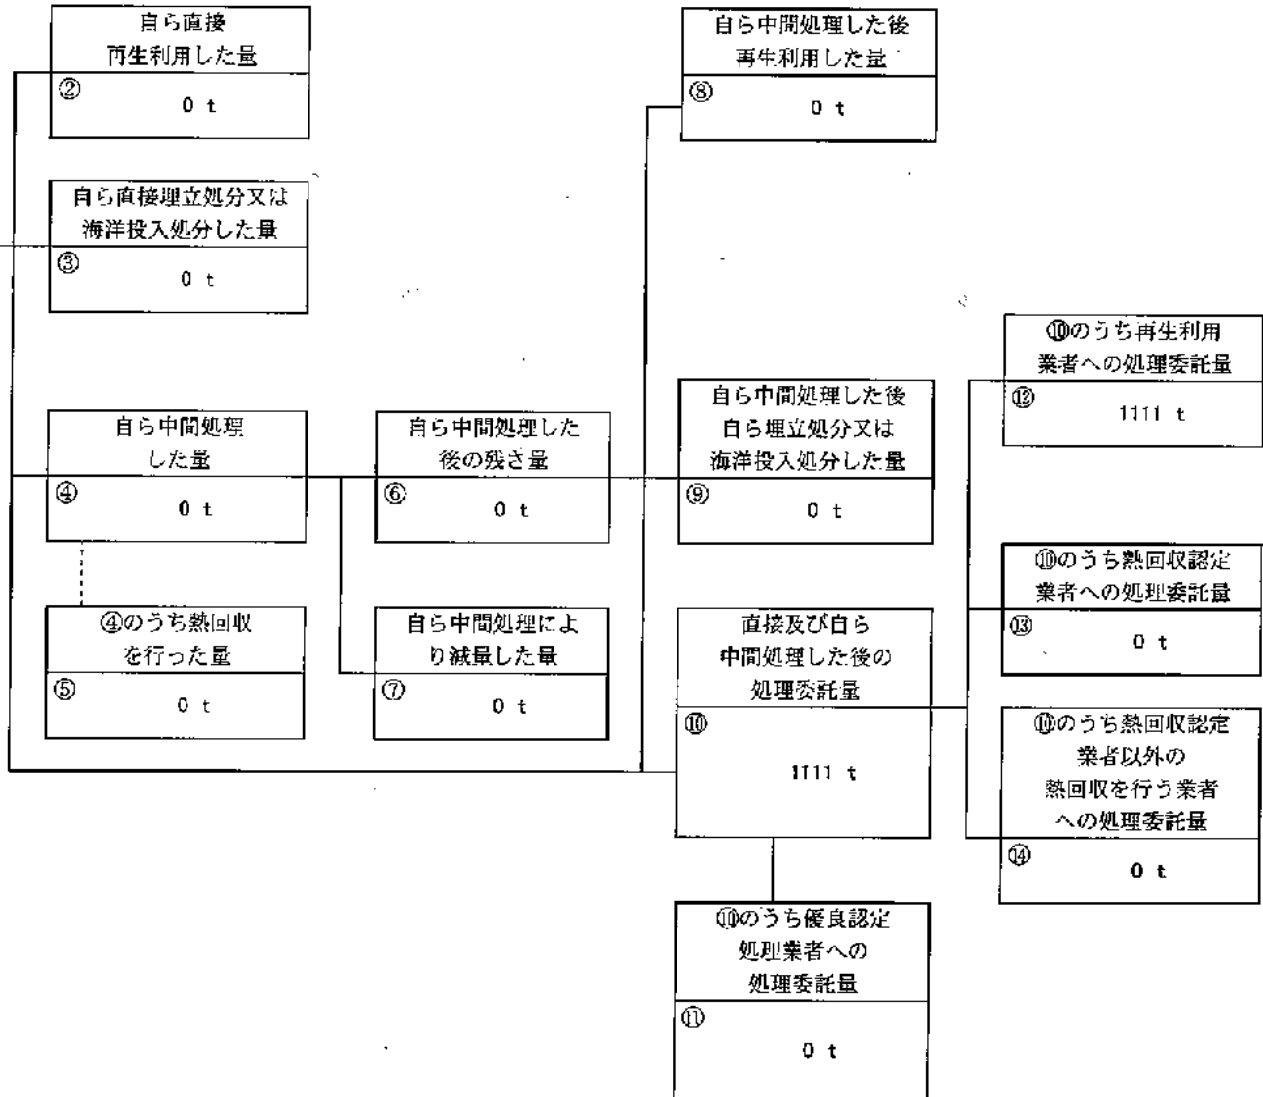 自ら直接
再生利用した量
②
0 t
自ら中間処理した後
再生利用した量
⑧
0 t
自ら直接埋立処分又は
海洋投入処分した量
③
0 t
⑩のうち再生利用
業者への処理委託量
⑫
1111 t
自ら中間処理
した量
④
0 t
自ら中間処理した
後の残さ量
⑥
0 t
自ら中間処理した後
自ら埋立処分又は
海洋投入処分した量
⑨
0 t
⑩のうち熱回収認定
業者への処理委託量
⑬
0 t
④のうち熱回収
を行った量
⑤
0 t
自ら中間処理によ
り減量した量
⑦
0 t
直接及び自ら
中間処理した後の
処理委託量
⑩
1111 t
⑩のうち熱回収認定
業者以外の
熱回収を行う業者
への処理委託量
⑭
0 t
⑩のうち優良認定
処理業者への
処理委託量
⑪
0 t